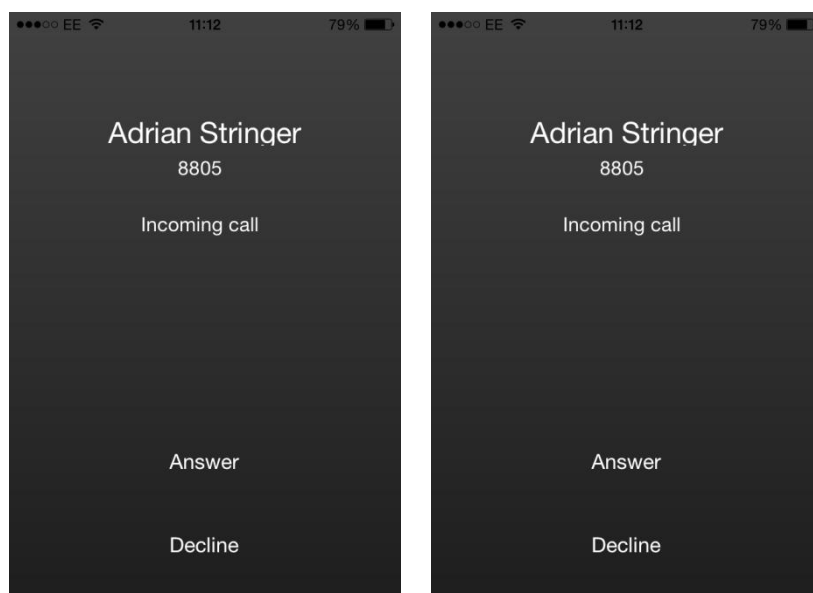 EE 11:12 79%
Adrian Stringer
8805
Incoming call
Answer
Decline
EE 11:12 79%
Adrian Stringer
8805
Incoming call
Answer
Decline